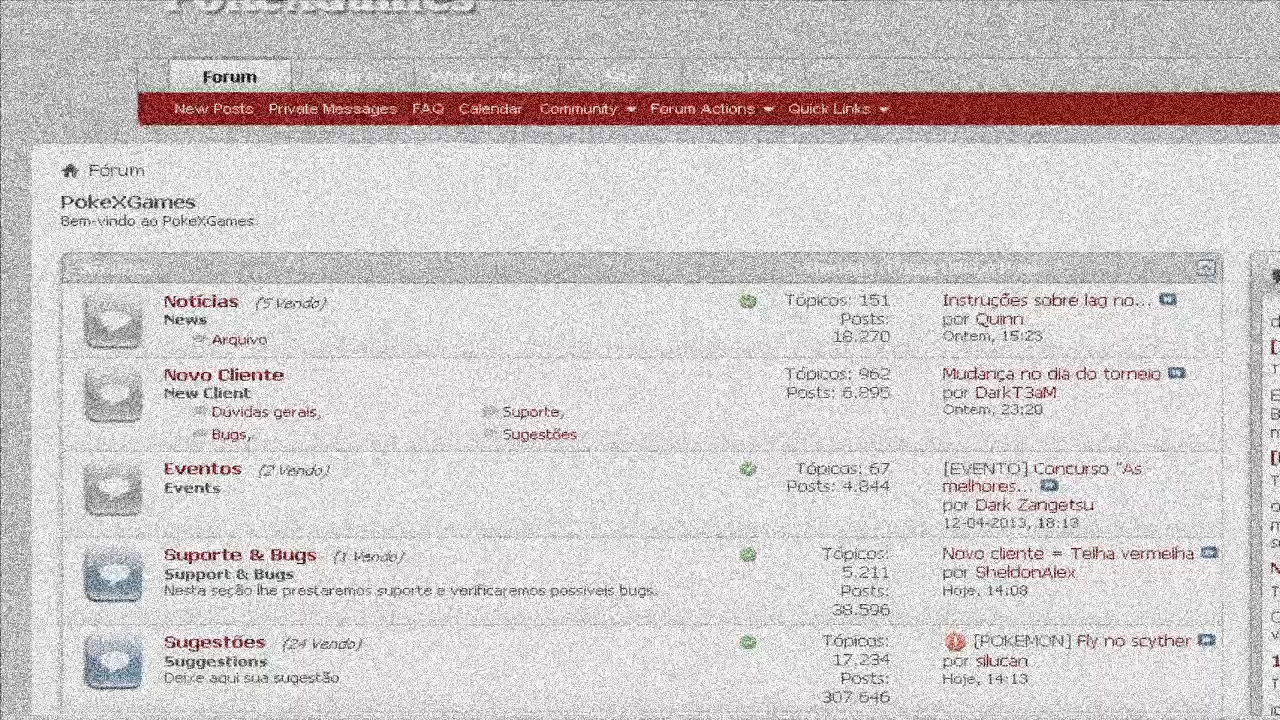 PokeXGames
Forum
New Posts Private Messages FAQ Calendar Community Forum Actions Quick Links
Fórum
PokeXGames
Bem-vindo ao PokeXGames
Notícias (5 Vendo) Tópicos: 151 Instruções sobre lag no...
News Posts: por Quinn
Arquivo 18.270 Ontem, 15:23
Novo Cliente Tópicos: 962 Mudança no dia do torneio
New Client Posts: 6.895 por DarkT3aM
Dúvidas gerais, Suporte, Ontem, 23:20
Bugs, Sugestões
Eventos (2 Vendo) Tópicos: 67 [EVENTO] Concurso "As
Events Posts: 4.844 melhores...
por Dark Zangetsu
12-04-2013, 18:13
Suporte & Bugs (1 Vendo) Tópicos: Novo cliente = Telha vermelha
Support & Bugs 5.211 por SheldonAlex
Nesta seção lhe prestaremos suporte e verificaremos possíveis bugs. Posts: Hoje, 14:08
38.596
Sugestões (24 Vendo) Tópicos: [POKEMON] Fly no scyther
Suggestions 17.234 por silucan
Deixe aqui sua sugestão Posts: Hoje, 14:13
307.646